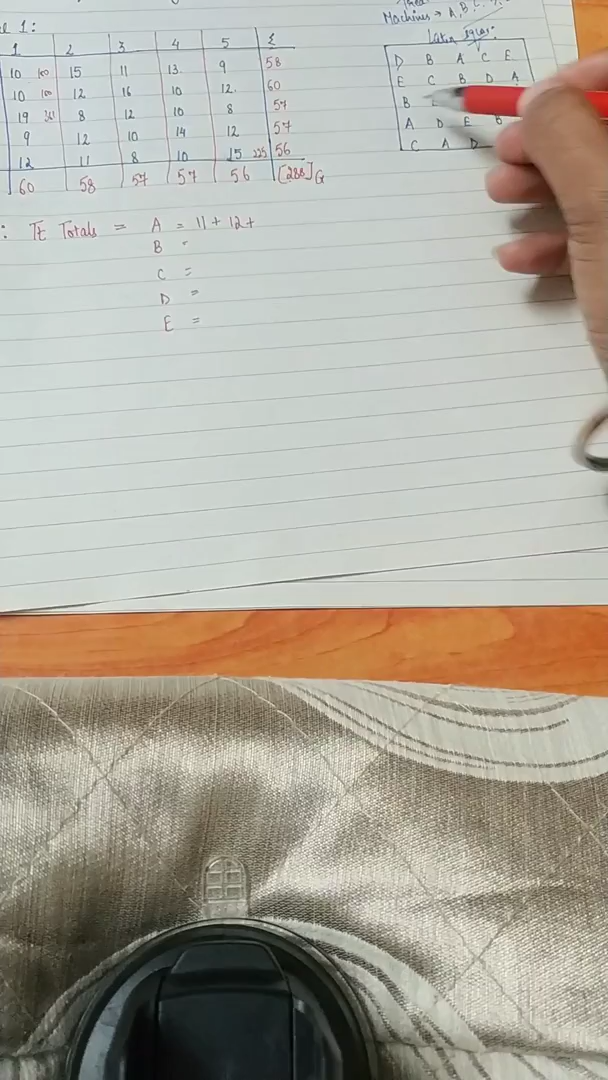 l 1:
Machines → A, B, C,
Latin square:
1 2 3 4 5 Σ
10 100 15 11 13 9 58
10 100 12 16 10 12 60
19 361 8 12 10 8 57
9 12 10 14 12 57
12 11 8 10 15 225 56
60 58 57 57 56 [288] G
D B A C E
E C B D A
B
A D E B
C A D
: Tt Totals = A = 11 + 12 +
B =
C =
D =
E =